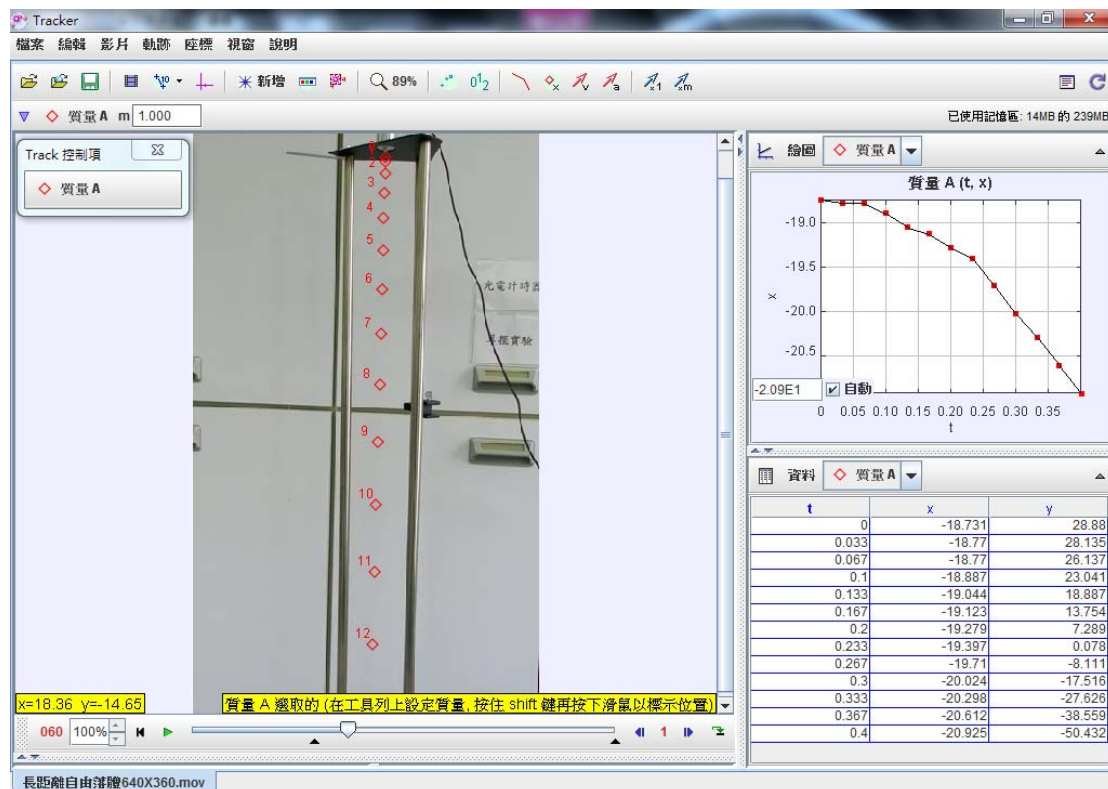 Tracker
檔案 編輯 影片 軌跡 座標 視窗 說明
新增 89%
質量 A m 1.000
已使用記憶區: 14MB 的 239MB
Track 控制項
質量 A
2
3
4
5
6
7
8
9
10
11
12
光電計時器
單擺實驗
x=18.36 y=-14.65
質量 A 選取的 (在工具列上設定質量, 按住 shift 鍵再按下滑鼠以標示位置)
060 100% 1
長距離自由落體640X360.mov
繪圖 質量 A
質量 A (t, x)
-19.0
-19.5
x
-20.0
-20.5
-2.09E1 自動
0 0.05 0.10 0.15 0.20 0.25 0.30 0.35
t
資料 質量 A
t x y
0 -18.731 28.88
0.033 -18.77 28.135
0.067 -18.77 26.137
0.1 -18.887 23.041
0.133 -19.044 18.887
0.167 -19.123 13.754
0.2 -19.279 7.289
0.233 -19.397 0.078
0.267 -19.71 -8.111
0.3 -20.024 -17.516
0.333 -20.298 -27.626
0.367 -20.612 -38.559
0.4 -20.925 -50.432